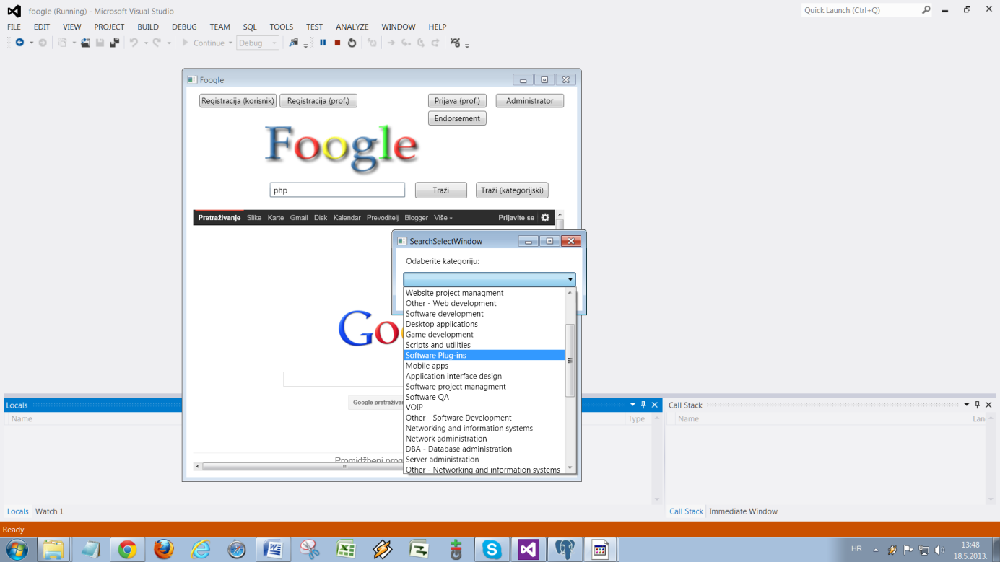 foogle (Running) - Microsoft Visual Studio
Quick Launch (Ctrl+Q)
FILE EDIT VIEW PROJECT BUILD DEBUG TEAM SQL TOOLS TEST ANALYZE WINDOW HELP
Continue Debug
Foogle
Registracija (korisnik) Registracija (prof.) Prijava (prof.) Administrator
Endorsement
Foogle
php Traži Traži (kategorijski)
Pretraživanje Slike Karte Gmail Disk Kalendar Prevoditelj Blogger Više Prijavite se
SearchSelectWindow
Odaberite kategoriju:
Website project managment
Other - Web development
Software development
Desktop applications
Game development
Scripts and utilities
Software Plug-ins
Mobile apps
Application interface design
Software project managment
Software QA
VOIP
Other - Software Development
Networking and information systems
Network administration
DBA - Database administration
Server administration
Other - Networking and information systems
Google
Locals
Name Type
Call Stack
Name Lan
Locals Watch 1
Call Stack Immediate Window
Ready
HR
13:48
18.5.2013.